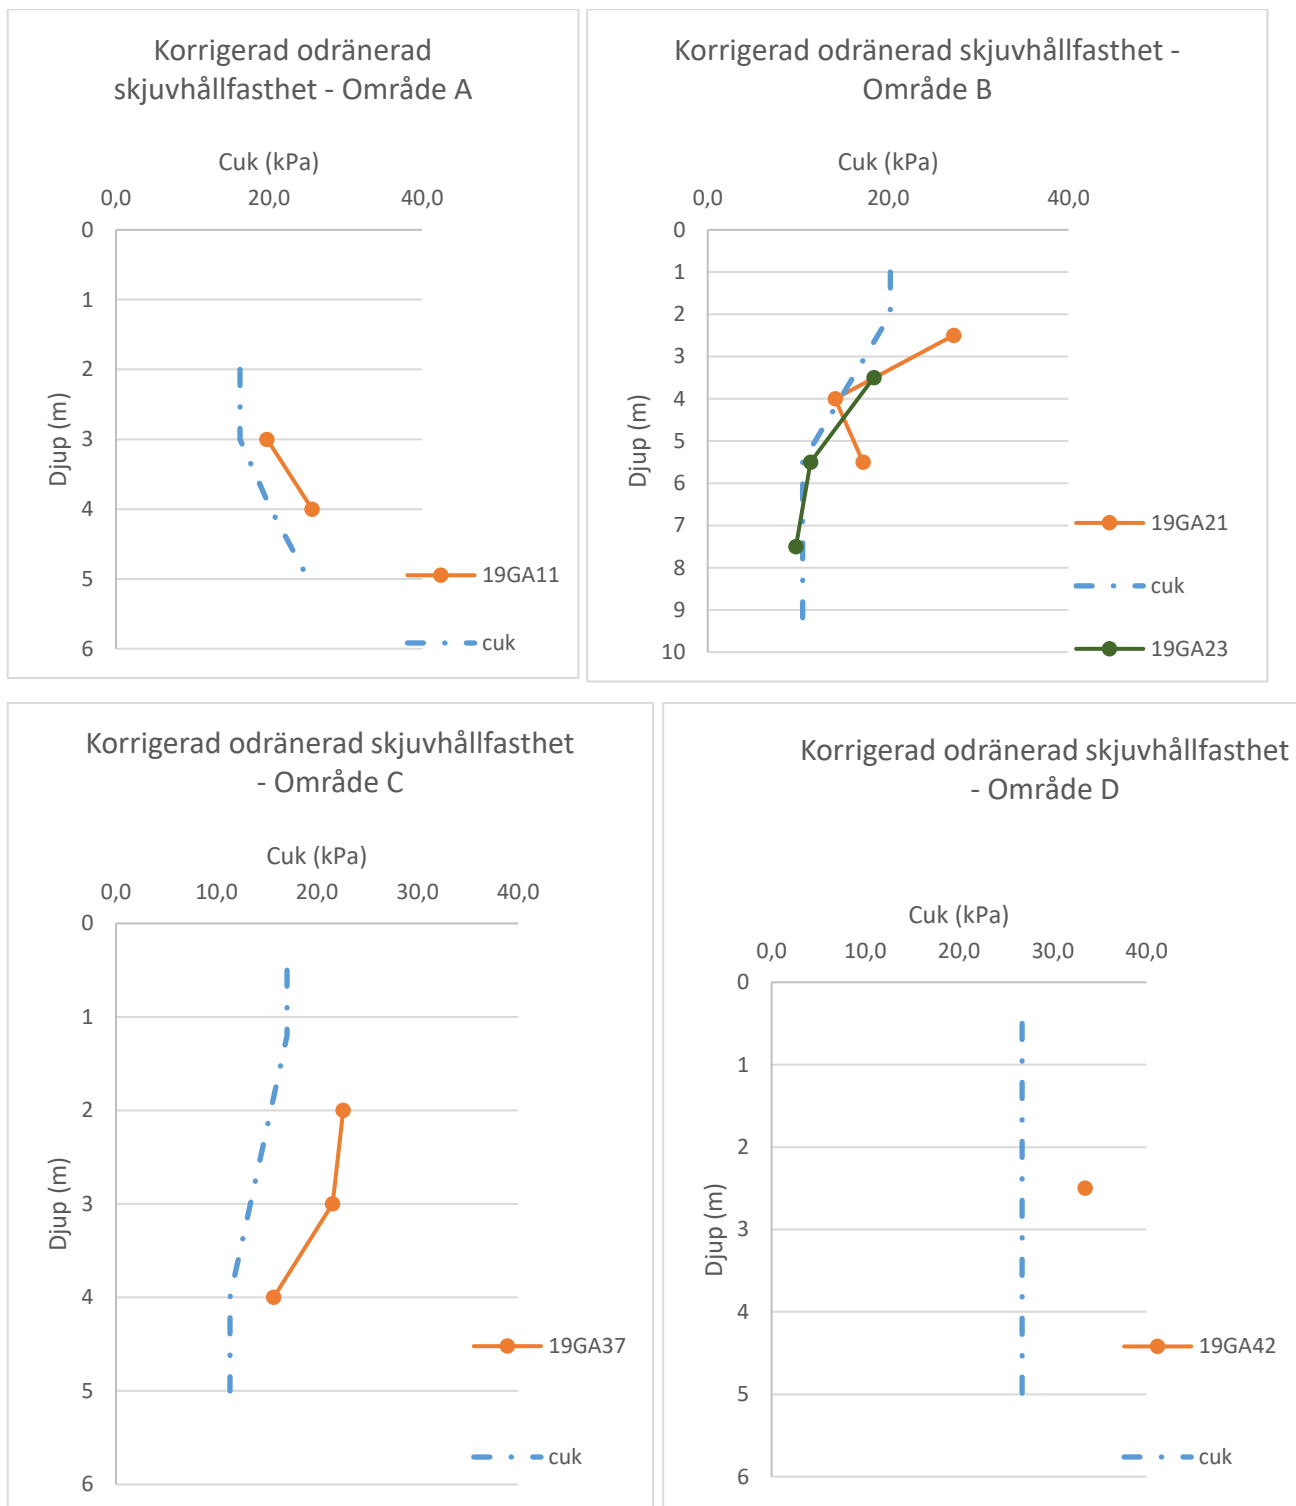 Korrigerad odränerad
skjuvhållfasthet - Område A
Cuk (kPa)
0,0 20,0 40,0
0
1
2
3
4
5
6
Djup (m)
19GA11
cuk
Korrigerad odränerad skjuvhållfasthet -
Område B
Cuk (kPa)
0,0 20,0 40,0
0
1
2
3
4
5
6
7
8
9
10
Djup (m)
19GA21
cuk
19GA23
Korrigerad odränerad skjuvhållfasthet
- Område C
Cuk (kPa)
0,0 10,0 20,0 30,0 40,0
0
1
2
3
4
5
6
Djup (m)
19GA37
cuk
Korrigerad odränerad skjuvhållfasthet
- Område D
Cuk (kPa)
0,0 10,0 20,0 30,0 40,0
0
1
2
3
4
5
6
Djup (m)
19GA42
cuk